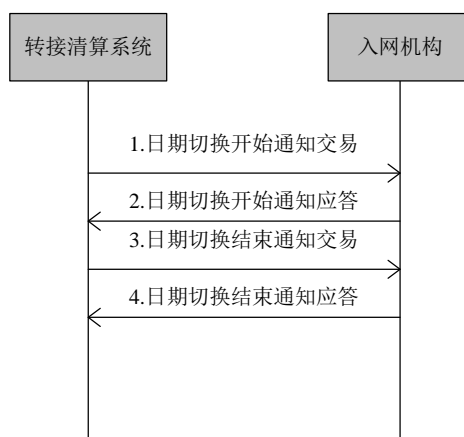 转接清算系统
入网机构
1.日期切换开始通知交易
2.日期切换开始通知应答
3.日期切换结束通知交易
4.日期切换结束通知应答